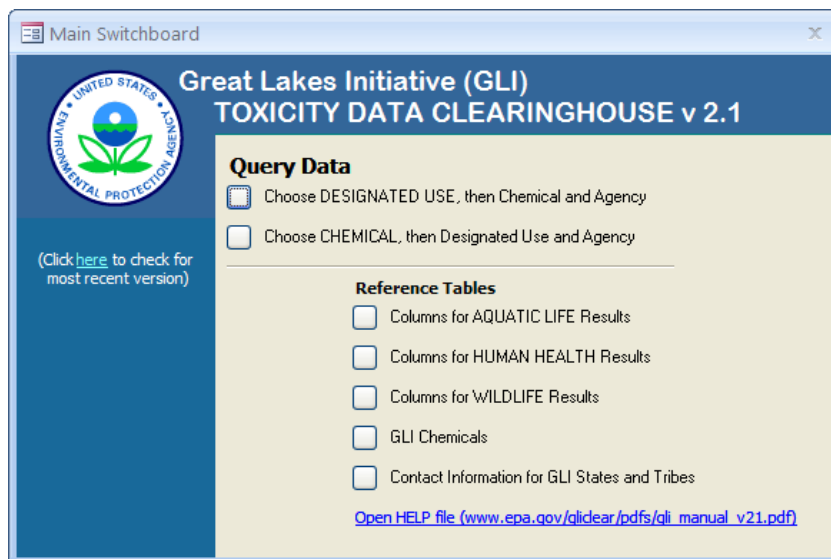 Main Switchboard
Great Lakes Initiative (GLI)
TOXICITY DATA CLEARINGHOUSE v 2.1
UNITED STATES
ENVIRONMENTAL PROTECTION AGENCY
(Click here to check for
most recent version)
Query Data
Choose DESIGNATED USE, then Chemical and Agency
Choose CHEMICAL, then Designated Use and Agency
Reference Tables
Columns for AQUATIC LIFE Results
Columns for HUMAN HEALTH Results
Columns for WILDLIFE Results
GLI Chemicals
Contact Information for GLI States and Tribes
Open HELP file (www.epa.gov/gliclear/pdfs/gli_manual_v21.pdf)